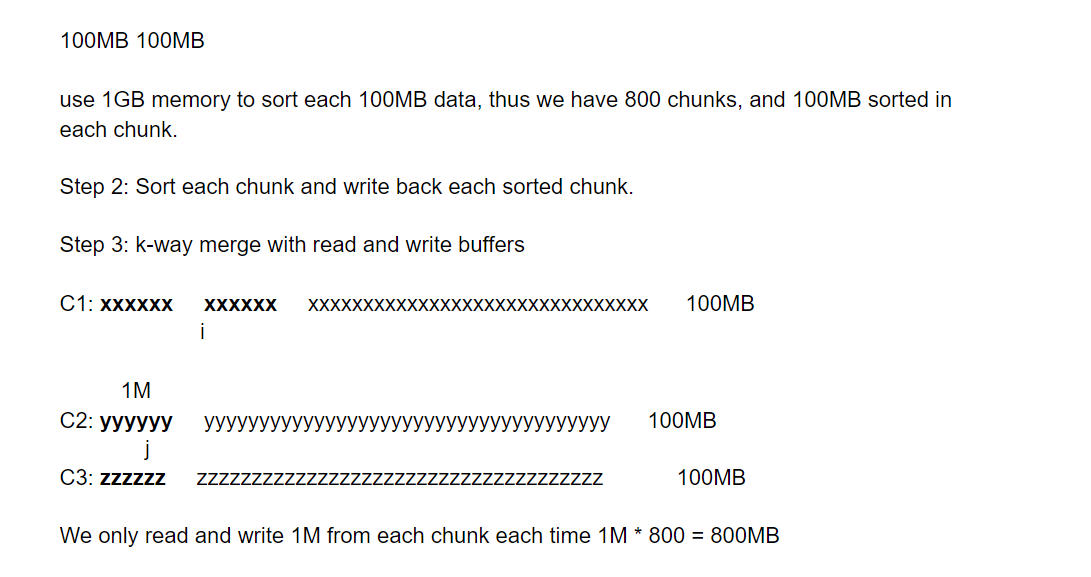 100MB 100MB
use 1GB memory to sort each 100MB data, thus we have 800 chunks, and 100MB sorted in
each chunk.
Step 2: Sort each chunk and write back each sorted chunk.
Step 3: k-way merge with read and write buffers
C1: xxxxxx xxxxxx xxxxxxxxxxxxxxxxxxxxxxxxxxxxxxx 100MB
i
1M
C2: yyyyyy yyyyyyyyyyyyyyyyyyyyyyyyyyyyyyyyyyyyy 100MB
j
C3: zzzzzz zzzzzzzzzzzzzzzzzzzzzzzzzzzzzzzzzzzzz 100MB
We only read and write 1M from each chunk each time 1M * 800 = 800MB